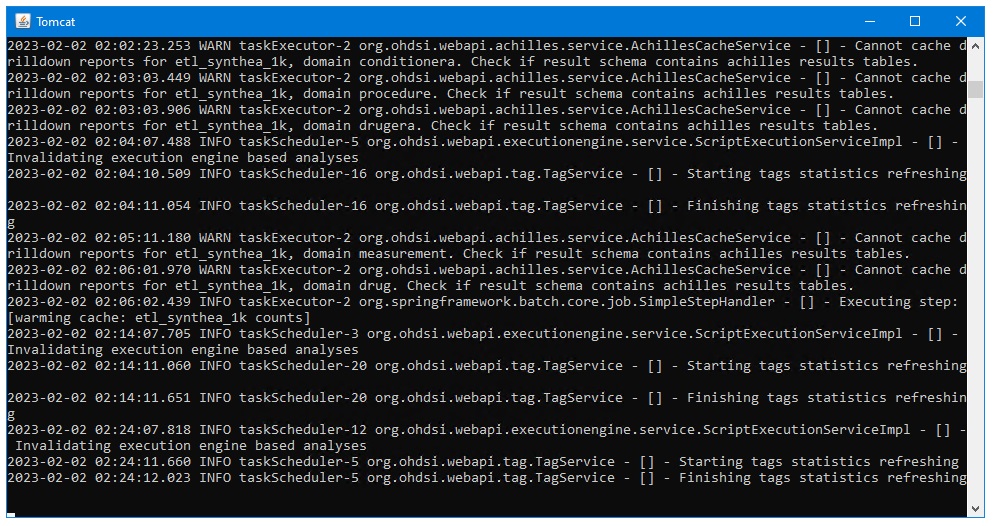 Tomcat
2023-02-02 02:02:23.253 WARN taskExecutor-2 org.ohdsi.webapi.achilles.service.AchillesCacheService - [] - Cannot cache d
rilldown reports for etl_synthea_1k, domain conditionera. Check if result schema contains achilles results tables.
2023-02-02 02:03:03.449 WARN taskExecutor-2 org.ohdsi.webapi.achilles.service.AchillesCacheService - [] - Cannot cache d
rilldown reports for etl_synthea_1k, domain procedure. Check if result schema contains achilles results tables.
2023-02-02 02:03:03.906 WARN taskExecutor-2 org.ohdsi.webapi.achilles.service.AchillesCacheService - [] - Cannot cache d
rilldown reports for etl_synthea_1k, domain drugera. Check if result schema contains achilles results tables.
2023-02-02 02:04:07.488 INFO taskScheduler-5 org.ohdsi.webapi.executionengine.service.ScriptExecutionServiceImpl - [] -
Invalidating execution engine based analyses
2023-02-02 02:04:10.509 INFO taskScheduler-16 org.ohdsi.webapi.tag.TagService - [] - Starting tags statistics refreshing
2023-02-02 02:04:11.054 INFO taskScheduler-16 org.ohdsi.webapi.tag.TagService - [] - Finishing tags statistics refreshin
g
2023-02-02 02:05:11.180 WARN taskExecutor-2 org.ohdsi.webapi.achilles.service.AchillesCacheService - [] - Cannot cache d
rilldown reports for etl_synthea_1k, domain measurement. Check if result schema contains achilles results tables.
2023-02-02 02:06:01.970 WARN taskExecutor-2 org.ohdsi.webapi.achilles.service.AchillesCacheService - [] - Cannot cache d
rilldown reports for etl_synthea_1k, domain drug. Check if result schema contains achilles results tables.
2023-02-02 02:06:02.439 INFO taskExecutor-2 org.springframework.batch.core.job.SimpleStepHandler - [] - Executing step:
[warming cache: etl_synthea_1k counts]
2023-02-02 02:14:07.705 INFO taskScheduler-3 org.ohdsi.webapi.executionengine.service.ScriptExecutionServiceImpl - [] -
Invalidating execution engine based analyses
2023-02-02 02:14:11.060 INFO taskScheduler-20 org.ohdsi.webapi.tag.TagService - [] - Starting tags statistics refreshing
2023-02-02 02:14:11.651 INFO taskScheduler-20 org.ohdsi.webapi.tag.TagService - [] - Finishing tags statistics refreshin
g
2023-02-02 02:24:07.818 INFO taskScheduler-12 org.ohdsi.webapi.executionengine.service.ScriptExecutionServiceImpl - [] -
Invalidating execution engine based analyses
2023-02-02 02:24:11.660 INFO taskScheduler-5 org.ohdsi.webapi.tag.TagService - [] - Starting tags statistics refreshing
2023-02-02 02:24:12.023 INFO taskScheduler-5 org.ohdsi.webapi.tag.TagService - [] - Finishing tags statistics refreshing